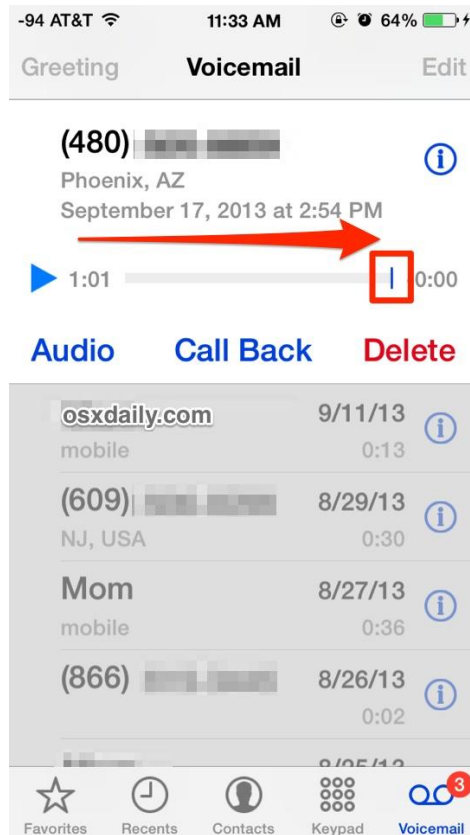 -94 AT&T 11:33 AM 64%
Greeting Voicemail Edit
(480)
Phoenix, AZ
September 17, 2013 at 2:54 PM
1:01 0:00
Audio Call Back Delete
osxdaily.com 9/11/13
mobile 0:13
(609) 8/29/13
NJ, USA 0:30
Mom 8/27/13
mobile 0:36
(866) 8/26/13
0:02
8/25/13
3
Favorites Recents Contacts Keypad Voicemail